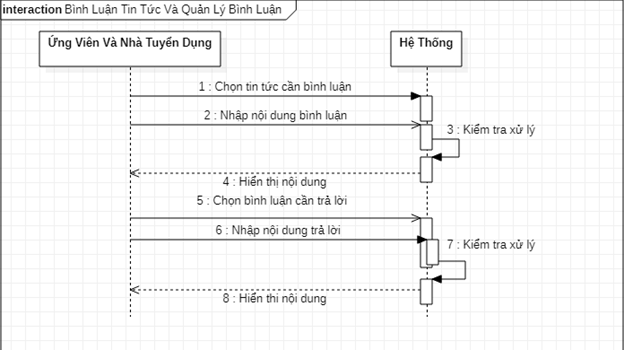 interaction Bình Luận Tin Tức Và Quản Lý Bình Luận
Ứng Viên Và Nhà Tuyển Dụng
Hệ Thống
1 : Chọn tin tức cần bình luận
2 : Nhập nội dung bình luận
3 : Kiểm tra xử lý
4 : Hiển thị nội dung
5 : Chọn bình luận cần trả lời
6 : Nhập nội dung trả lời
7 : Kiểm tra xử lý
8 : Hiển thi nội dung